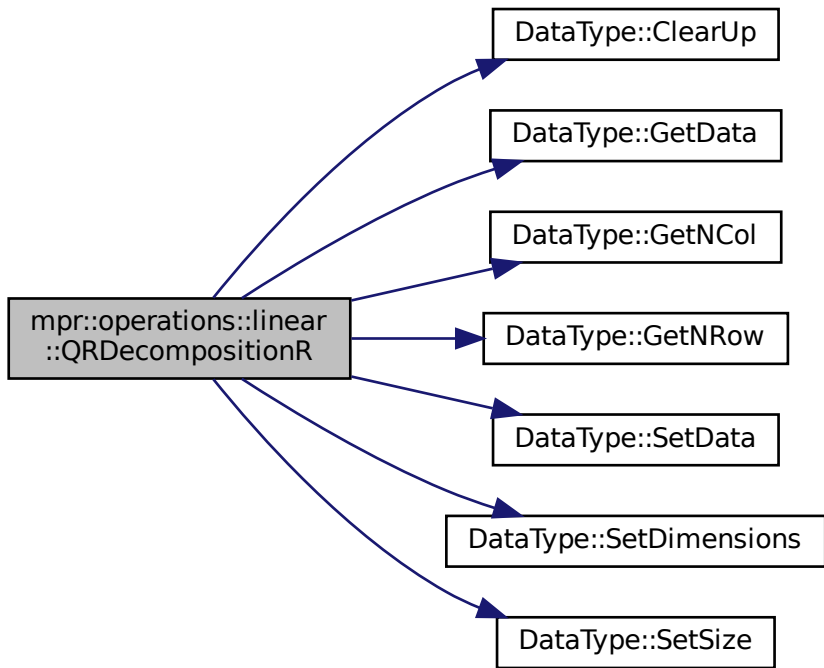 DataType::ClearUp
DataType::GetData
DataType::GetNCol
mpr::operations::linear
::QRDecompositionR
DataType::GetNRow
DataType::SetData
DataType::SetDimensions
DataType::SetSize